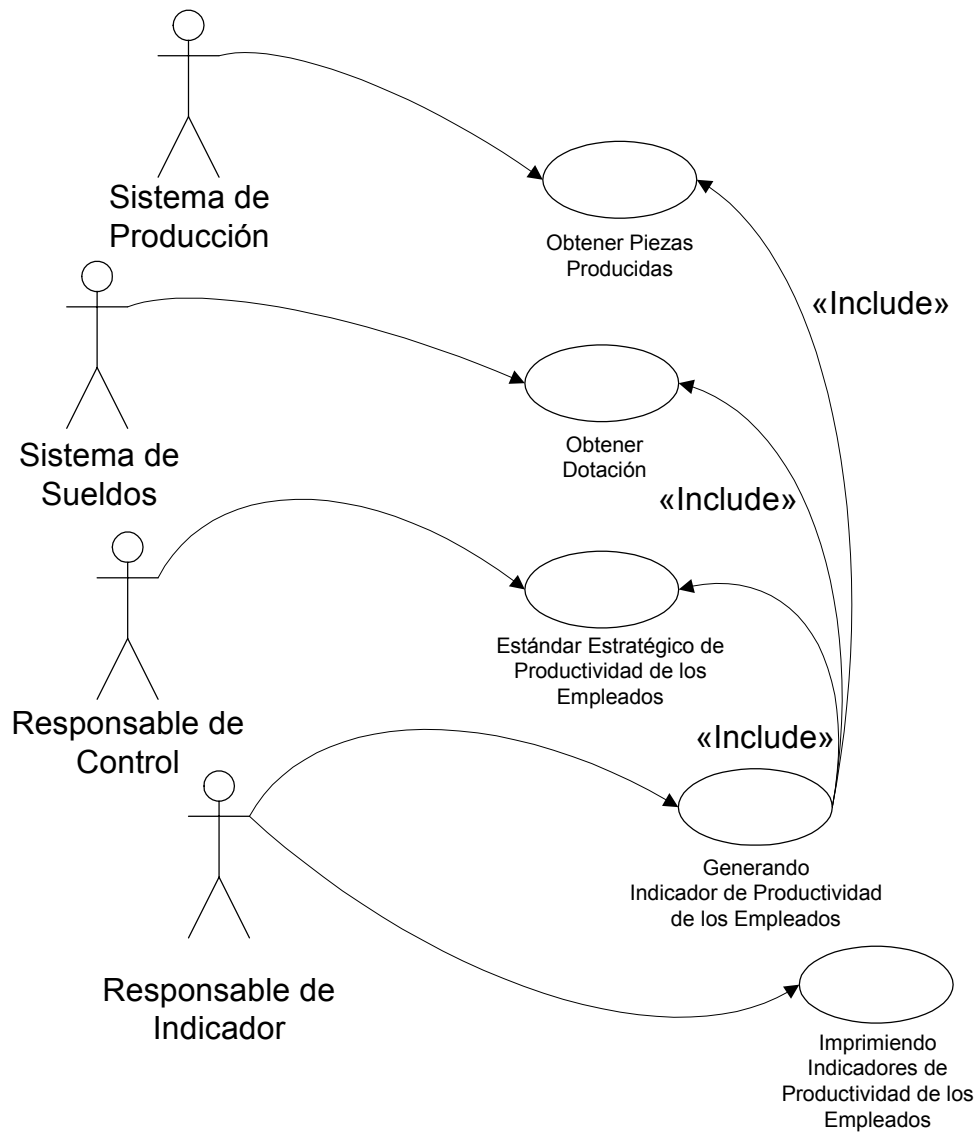 Sistema de
Producción
Obtener Piezas
Producidas
«Include»
Sistema de
Sueldos
Obtener
Dotación
«Include»
Estándar Estratégico de
Productividad de los
Empleados
Responsable de
Control
«Include»
Generando
Indicador de Productividad
de los Empleados
Responsable de
Indicador
Imprimiendo
Indicadores de
Productividad de los
Empleados